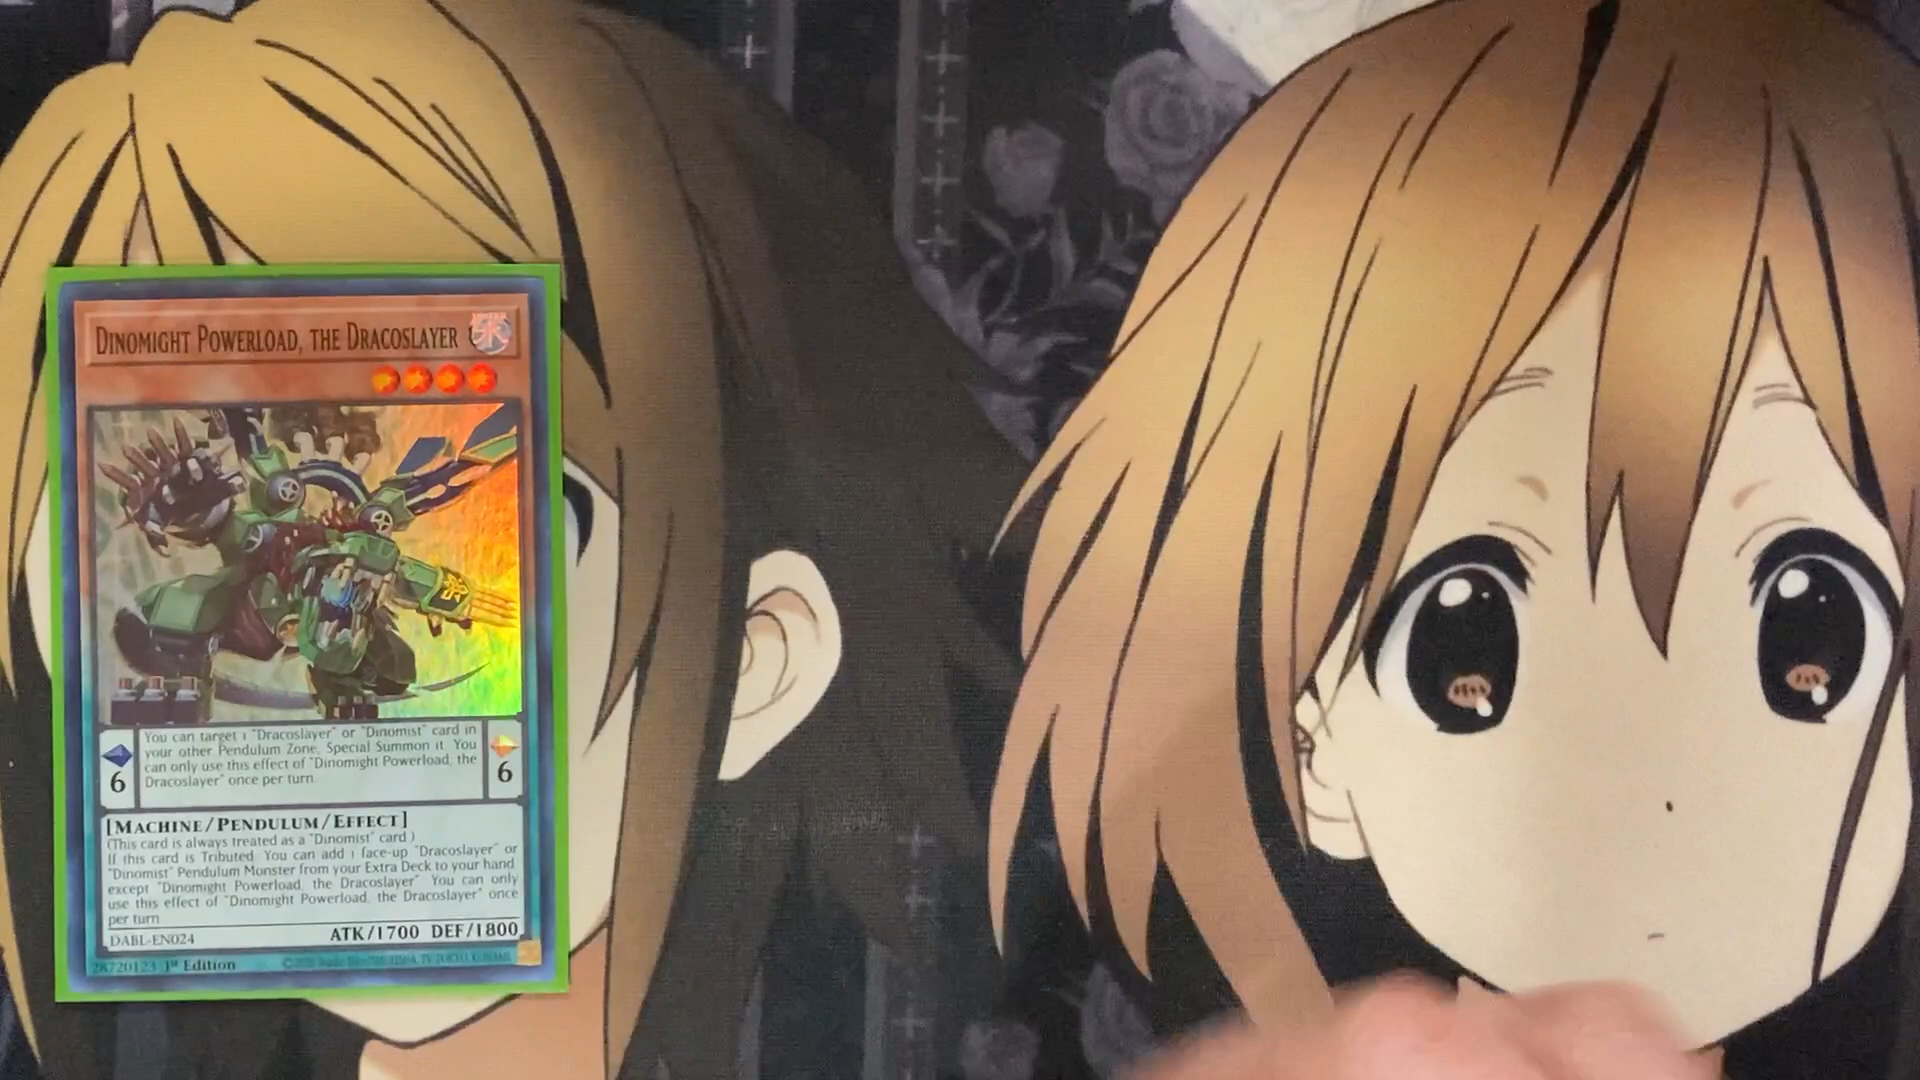 DINOMIGHT POWERLOAD, THE DRACOSLAYER
水
You can target 1 "Dracoslayer" or "Dinomist" card in
your other Pendulum Zone; Special Summon it. You
can only use this effect of "Dinomight Powerload, the
Dracoslayer" once per turn.
6
6
[MACHINE/PENDULUM/EFFECT]
(This card is always treated as a "Dinomist" card.)
If this card is Tributed: You can add 1 face-up "Dracoslayer" or
"Dinomist" Pendulum Monster from your Extra Deck to your hand,
except "Dinomight Powerload, the Dracoslayer". You can only
use this effect of "Dinomight Powerload, the Dracoslayer" once
per turn.
ATK/1700 DEF/1800
DABL-EN024
28720123 1st Edition